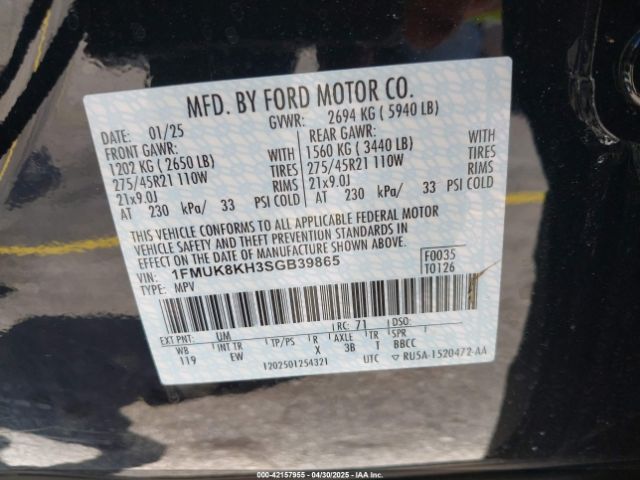 MFD. BY FORD MOTOR CO.
DATE: 01/25 GVWR: 2694 KG ( 5940 LB)
FRONT GAWR: REAR GAWR:
1202 KG ( 2650 LB) WITH 1560 KG ( 3440 LB) WITH
275/45R21 110W TIRES 275/45R21 110W TIRES
21x9.0J RIMS 21x9.0J RIMS
AT 230 kPa/ 33 PSI COLD AT 230 kPa/ 33 PSI COLD
THIS VEHICLE CONFORMS TO ALL APPLICABLE FEDERAL MOTOR
VEHICLE SAFETY AND THEFT PREVENTION STANDARDS IN
EFFECT ON THE DATE OF MANUFACTURE SHOWN ABOVE.
VIN: 1FMUK8KH3SGB39865 F0035
TYPE: MPV T0126
EXT PNT: UM RC: 71 DSO:
WB INT TR TP/PS R AXLE TR SPR
119 EW X 3B T BBCC
1202501254321 UTC RU5A-1520472-AA
© 42157955 - 04/30/2025 - IAAI, INC.